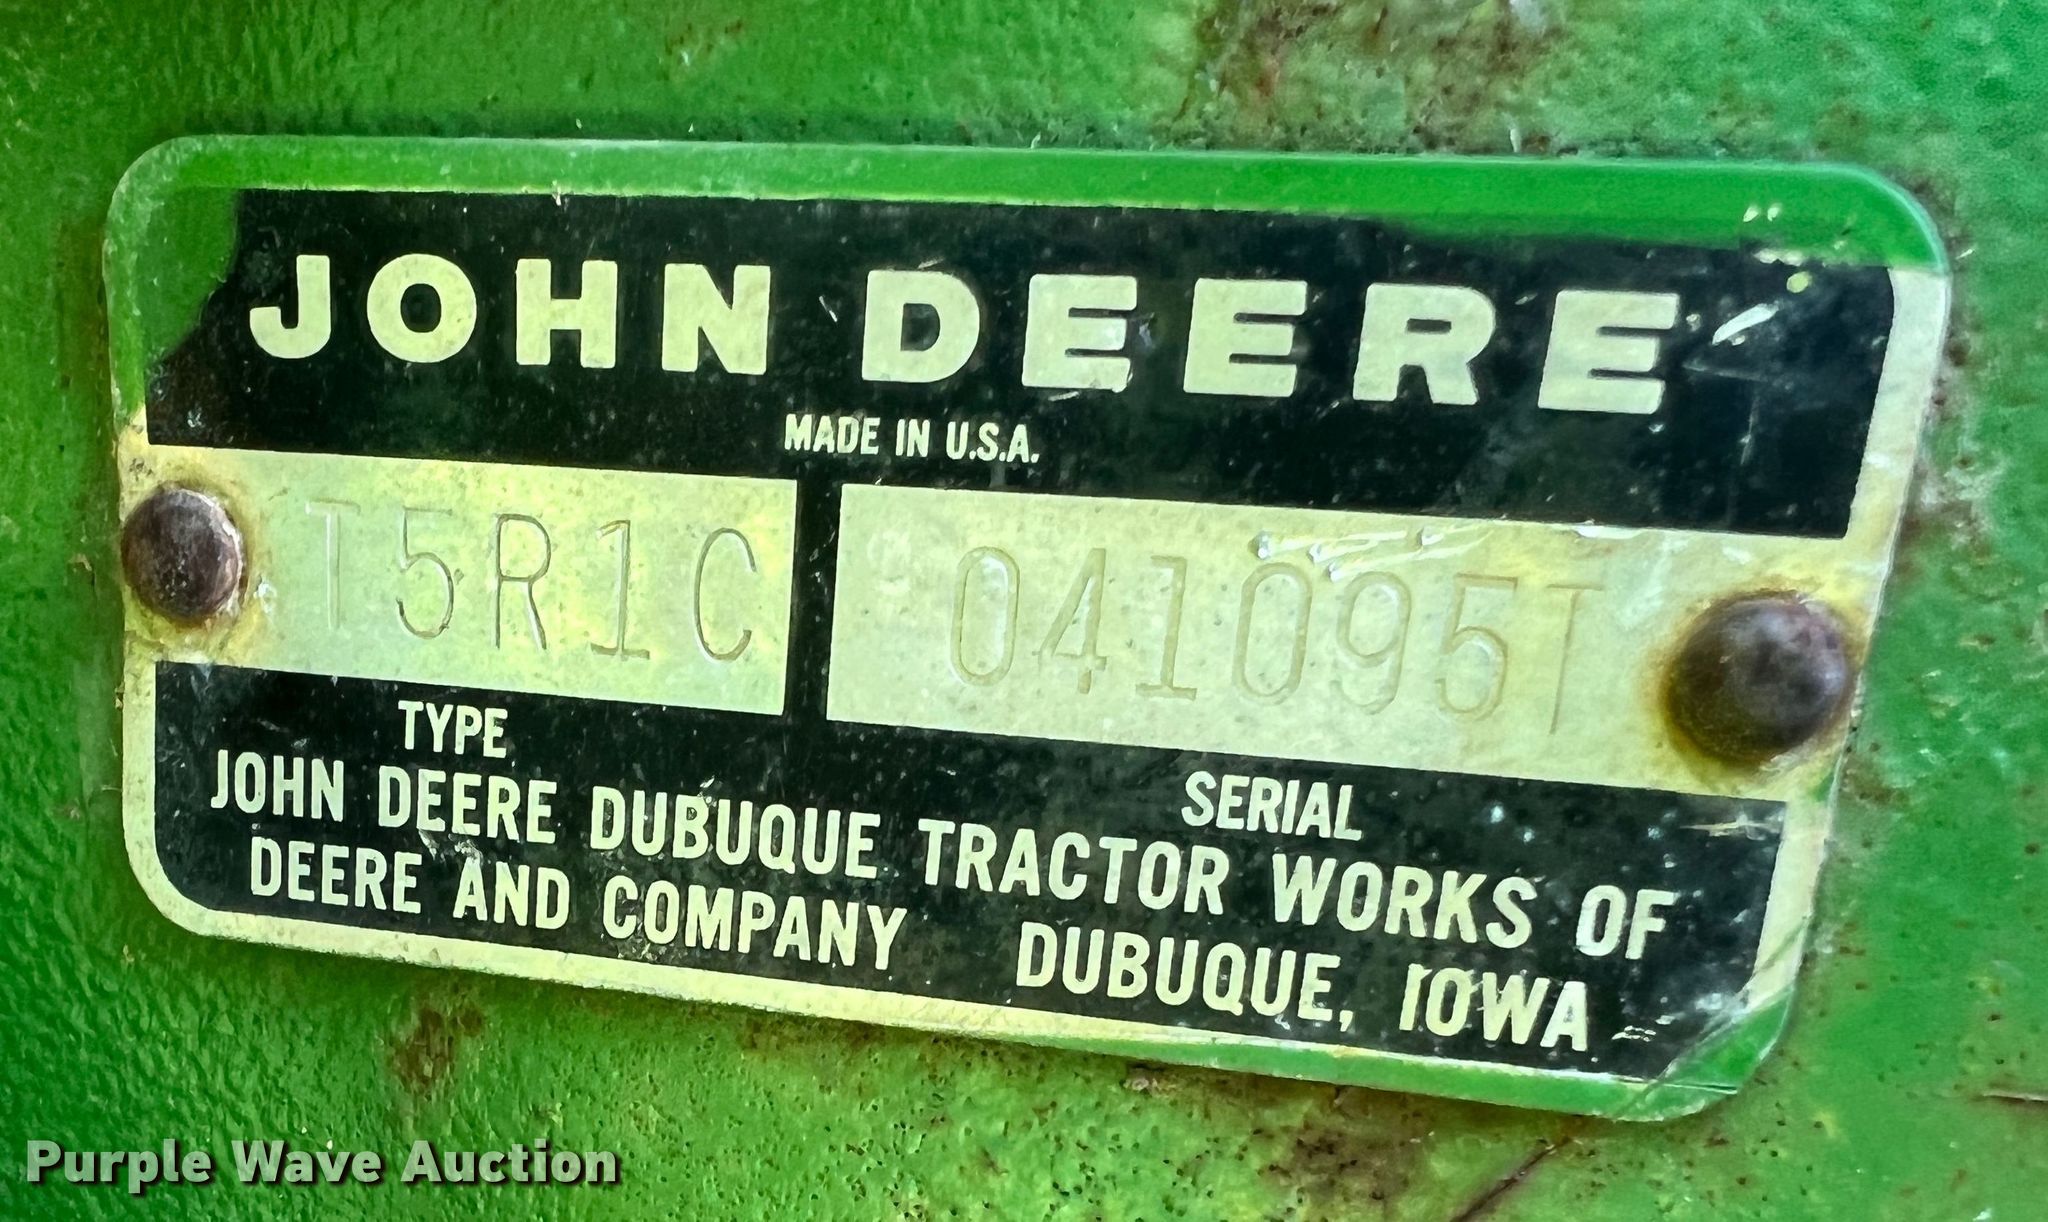 JOHN DEERE
MADE IN U.S.A.
T5R1C 041095T
TYPE SERIAL
JOHN DEERE DUBUQUE TRACTOR WORKS OF
DEERE AND COMPANY DUBUQUE, IOWA
Purple Wave Auction